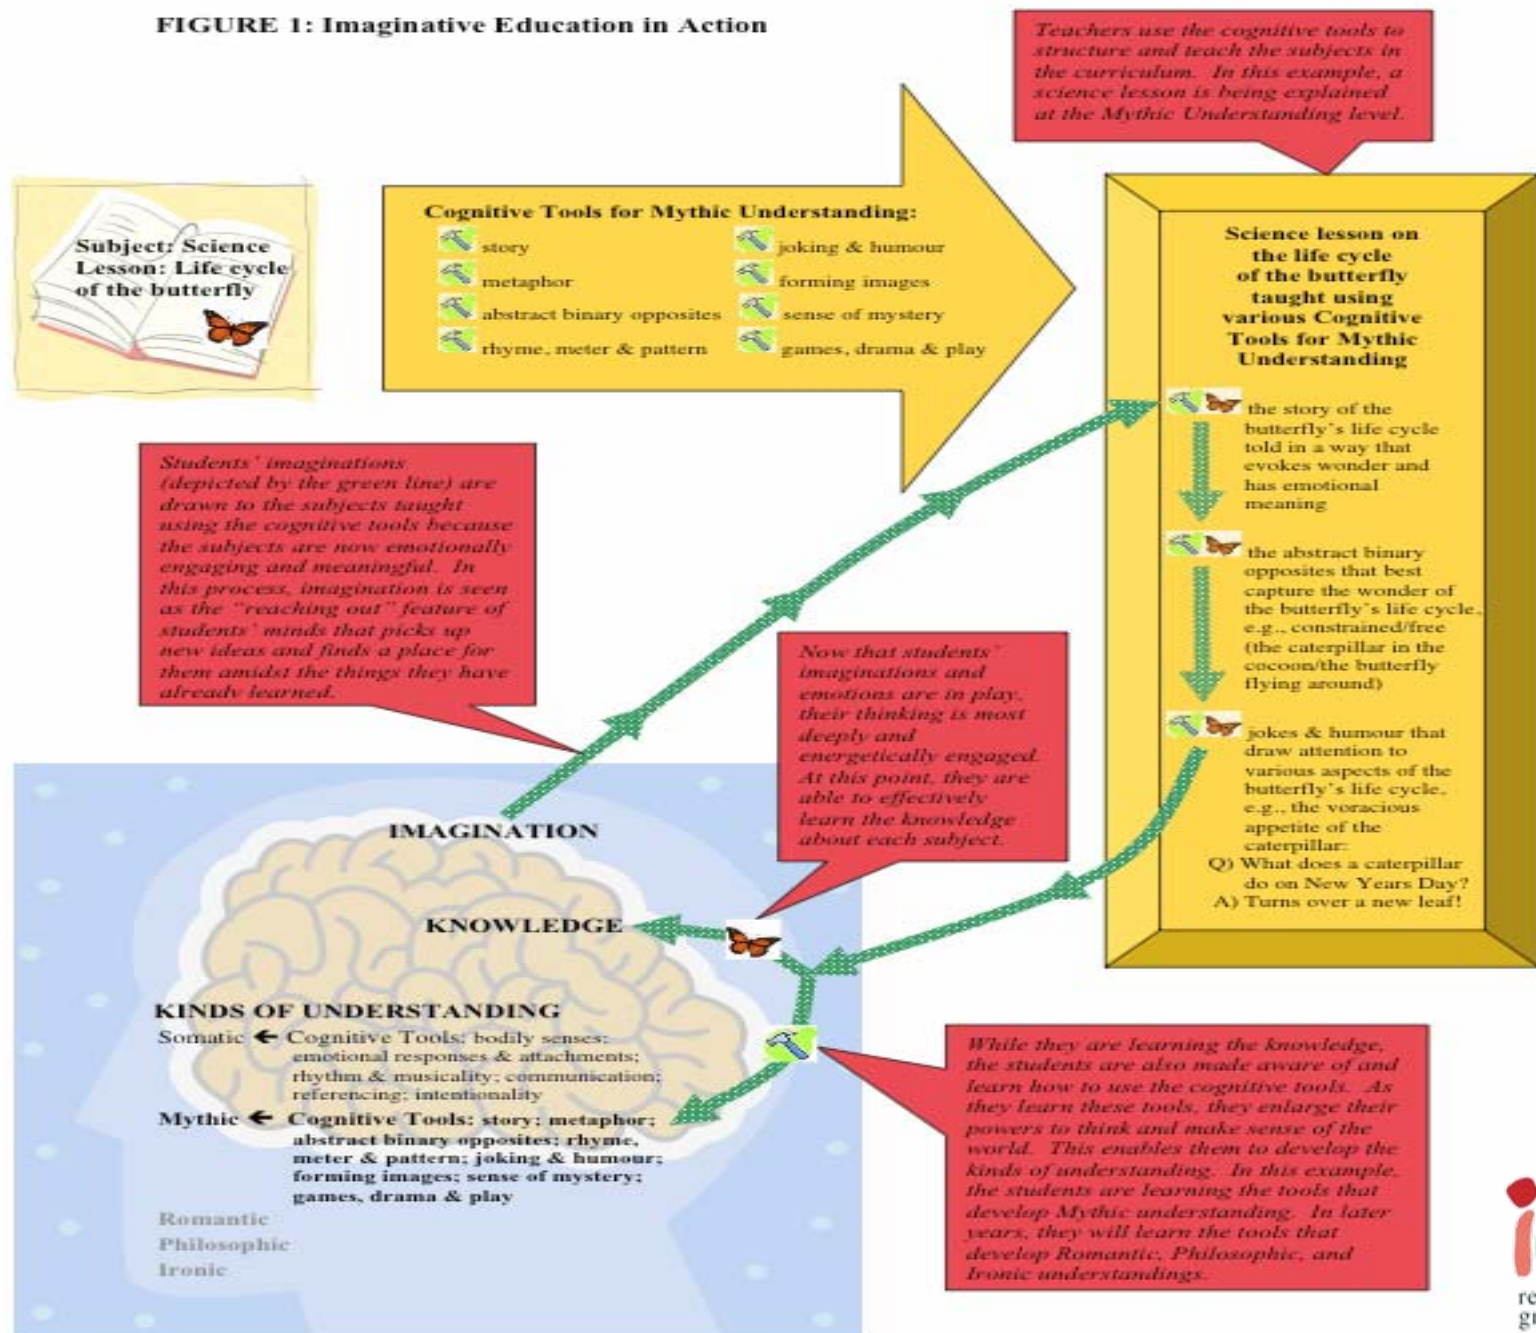 FIGURE 1: Imaginative Education in Action
Teachers use the cognitive tools to
structure and teach the subjects in
the curriculum. In this example, a
science lesson is being explained
at the Mythic Understanding level.
Subject: Science
Lesson: Life cycle
of the butterfly
Cognitive Tools for Mythic Understanding:
story
joking & humour
metaphor
forming images
abstract binary opposites
sense of mystery
rhyme, meter & pattern
games, drama & play
Science lesson on
the life cycle
of the butterfly
taught using
various Cognitive
Tools for Mythic
Understanding
the story of the
butterfly's life cycle
told in a way that
evokes wonder and
has emotional
meaning
the abstract binary
opposites that best
capture the wonder of
the butterfly's life cycle,
e.g., constrained/free
(the caterpillar in the
cocoon/the butterfly
flying around)
jokes & humour that
draw attention to
various aspects of the
butterfly's life cycle,
e.g., the voracious
appetite of the
caterpillar:
Q) What does a caterpillar
do on New Years Day?
A) Turns over a new leaf!
Students' imaginations
(depicted by the green line) are
drawn to the subjects taught
using the cognitive tools because
the subjects are now emotionally
engaging and meaningful. In
this process, imagination is seen
as the "reaching out" feature of
students' minds that picks up
new ideas and finds a place for
them amidst the things they have
already learned.
Now that students'
imaginations and
emotions are in play,
their thinking is most
deeply and
energetically engaged.
At this point, they are
able to effectively
learn the knowledge
about each subject.
IMAGINATION
KNOWLEDGE
KINDS OF UNDERSTANDING
Somatic ← Cognitive Tools: bodily senses;
emotional responses & attachments;
rhythm & musicality; communication;
referencing; intentionality
Mythic ← Cognitive Tools: story; metaphor;
abstract binary opposites; rhyme,
meter & pattern; joking & humour;
forming images; sense of mystery;
games, drama & play
Romantic
Philosophic
Ironic
While they are learning the knowledge,
the students are also made aware of and
learn how to use the cognitive tools. As
they learn these tools, they enlarge their
powers to think and make sense of the
world. This enables them to develop the
kinds of understanding. In this example,
the students are learning the tools that
develop Mythic understanding. In later
years, they will learn the tools that
develop Romantic, Philosophic, and
Ironic understandings.